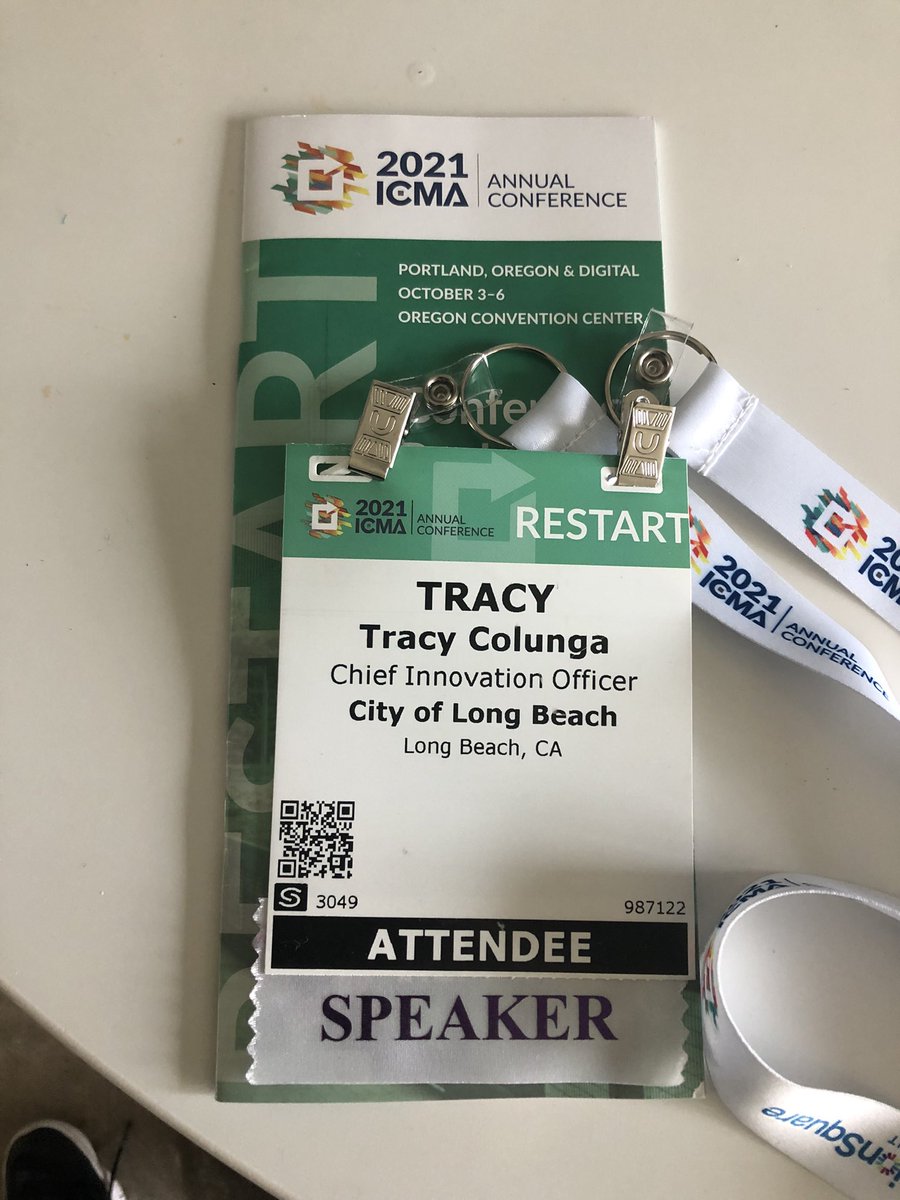 2021
ICMA
ANNUAL
CONFERENCE
PORTLAND, OREGON & DIGITAL
OCTOBER 3–6
OREGON CONVENTION CENTER
RESTART
2021
ICMA
ANNUAL
CONFERENCE
RESTART
TRACY
Tracy Colunga
Chief Innovation Officer
City of Long Beach
Long Beach, CA
3049
987122
ATTENDEE
SPEAKER
2021
ICMA
ANNUAL
CONFERENCE
ICMA